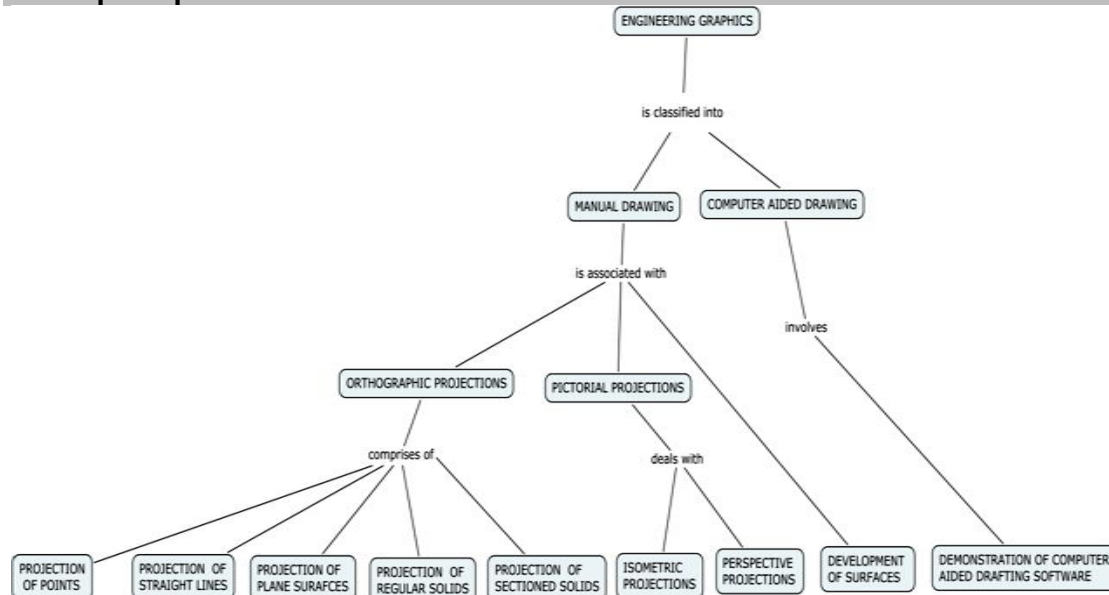 ENGINEERING GRAPHICS
is classified into
MANUAL DRAWING
COMPUTER AIDED DRAWING
is associated with
involves
ORTHOGRAPHIC PROJECTIONS
PICTORIAL PROJECTIONS
comprises of
deals with
PROJECTION
OF POINTS
PROJECTION OF
STRAIGHT LINES
PROJECTION OF
PLANE SURAFCES
PROJECTION OF
REGULAR SOLIDS
PROJECTION OF
SECTIONED SOLIDS
ISOMETRIC
PROJECTIONS
PERSPECTIVE
PROJECTIONS
DEVELOPMENT
OF SURFACES
DEMONSTRATION OF COMPUTER
AIDED DRAFTING SOFTWARE